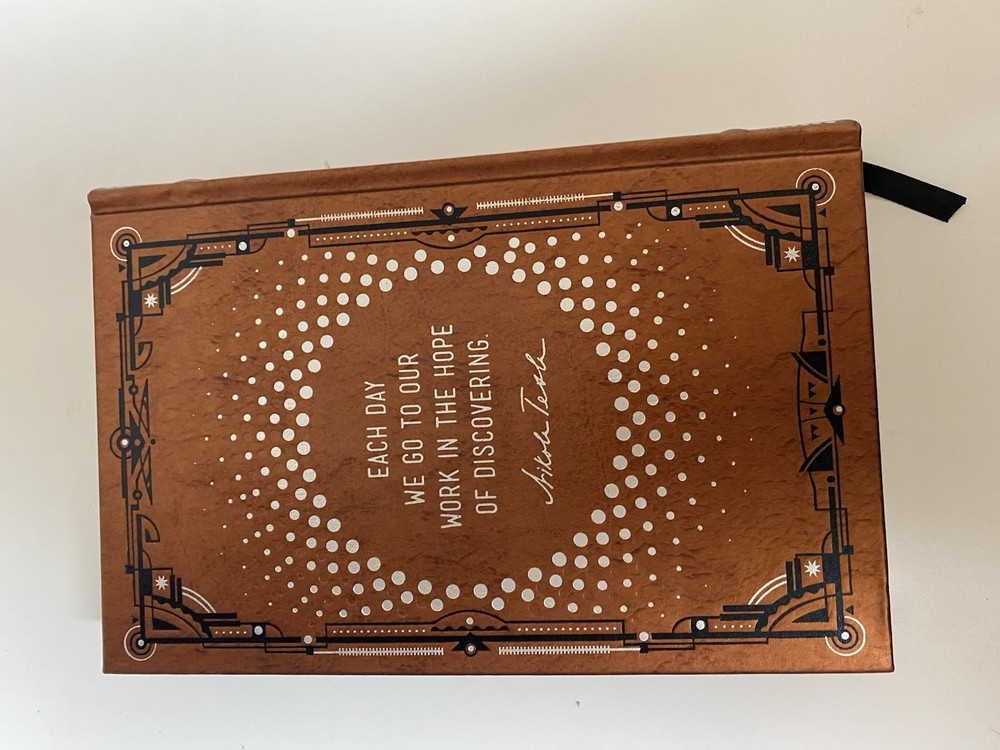 EACH DAY
WE GO TO OUR
WORK IN THE HOPE
OF DISCOVERING.
Nikola Tesla